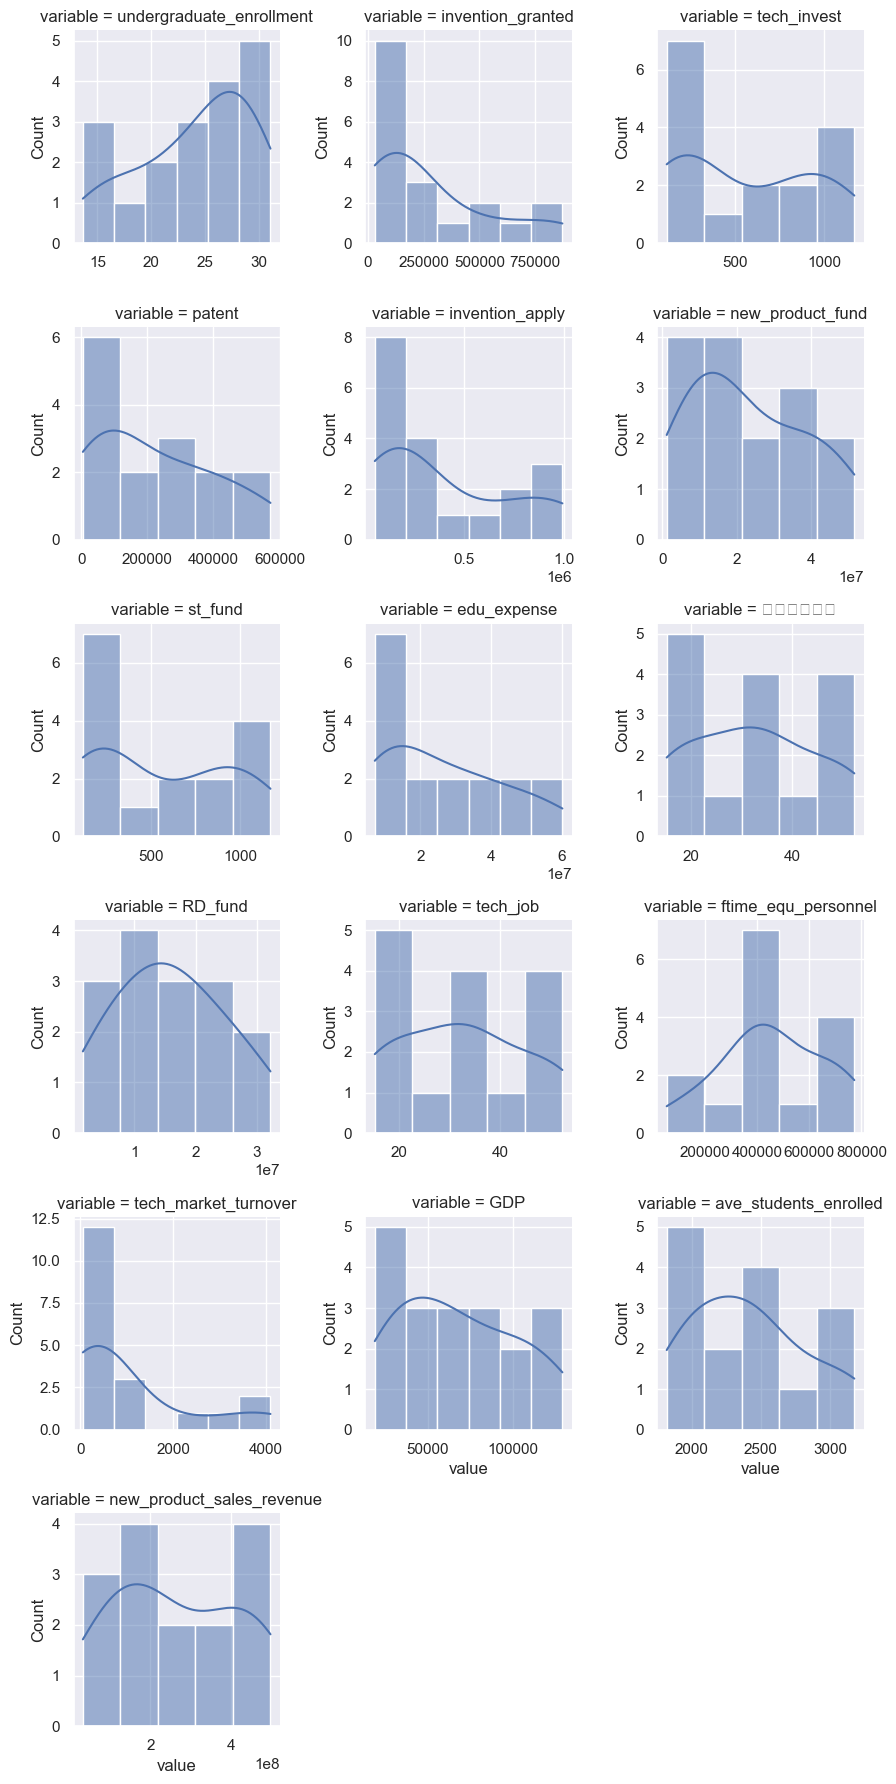 variable = undergraduate_enrollment
5
4
3
2
1
0
Count
15 20 25 30
variable = invention_granted
10
8
6
4
2
0
Count
0 250000 500000 750000
variable = tech_invest
6
4
2
0
Count
500 1000
variable = patent
6
4
2
0
Count
0 200000 400000 600000
variable = invention_apply
8
6
4
2
0
Count
0.5 1.0
1e6
variable = new_product_fund
4
3
2
1
0
Count
0 2 4
1e7
variable = st_fund
6
4
2
0
Count
500 1000
variable = edu_expense
6
4
2
0
Count
2 4 6
1e7
variable =
5
4
3
2
1
0
Count
20 40
variable = RD_fund
4
3
2
1
0
Count
1 2 3
1e7
variable = tech_job
5
4
3
2
1
0
Count
20 40
variable = ftime_equ_personnel
6
4
2
0
Count
200000 400000 600000 800000
variable = tech_market_turnover
12.5
10.0
7.5
5.0
2.5
0.0
Count
0 2000 4000
variable = GDP
5
4
3
2
1
0
Count
50000 100000
value
variable = ave_students_enrolled
5
4
3
2
1
0
Count
2000 2500 3000
value
variable = new_product_sales_revenue
4
3
2
1
0
Count
2 4
1e8
value